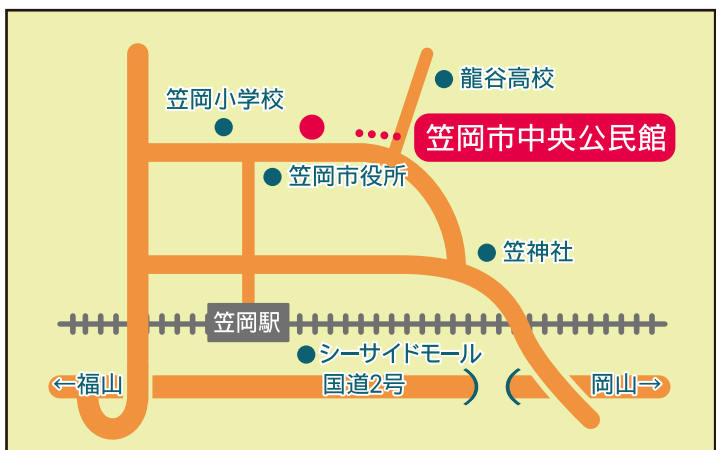 龍谷高校
笠岡小学校
笠岡市中央公民館
笠岡市役所
笠神社
笠岡駅
シーサイドモール
←福山
国道2号
岡山→